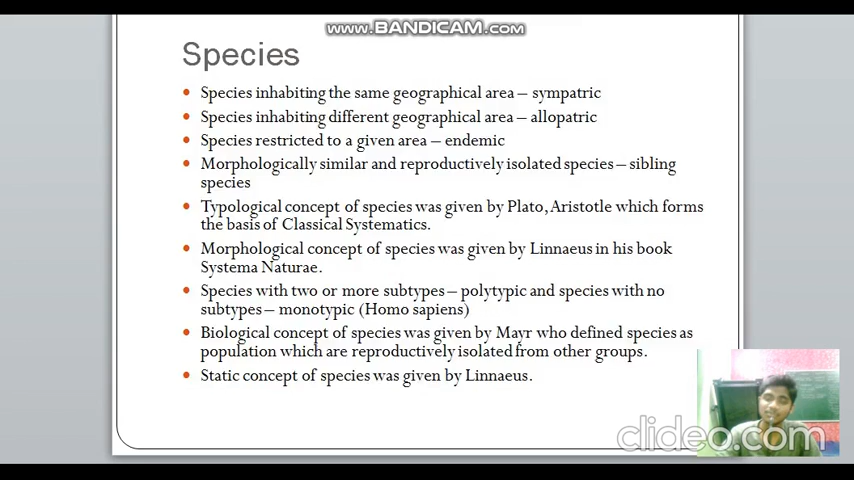 www.BANDICAM.com
Species
Species inhabiting the same geographical area – sympatric
Species inhabiting different geographical area – allopatric
Species restricted to a given area – endemic
Morphologically similar and reproductively isolated species – sibling
species
Typological concept of species was given by Plato, Aristotle which forms
the basis of Classical Systematics.
Morphological concept of species was given by Linnaeus in his book
Systema Naturae.
Species with two or more subtypes – polytypic and species with no
subtypes – monotypic (Homo sapiens)
Biological concept of species was given by Mayr who defined species as
population which are reproductively isolated from other groups.
Static concept of species was given by Linnaeus.
clideo.com